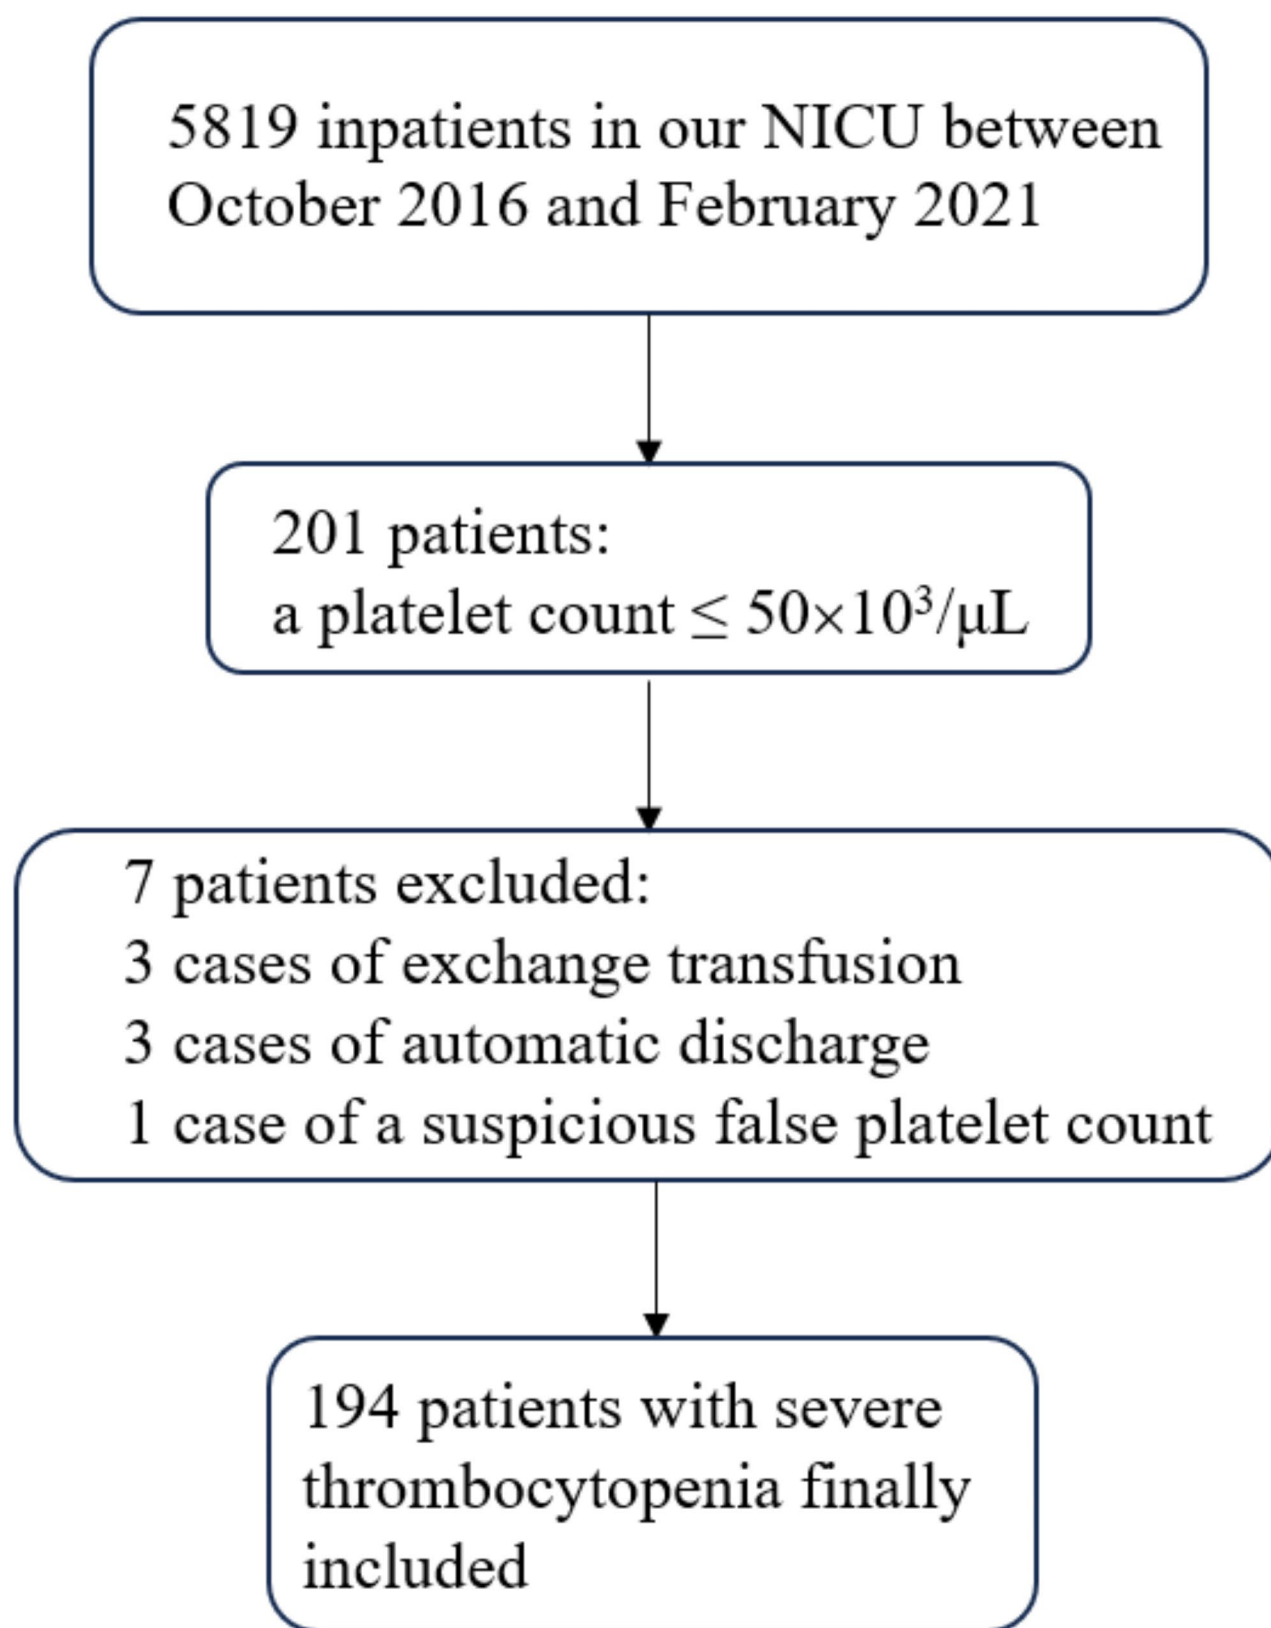 5819 inpatients in our NICU between
October 2016 and February 2021
201 patients:
a platelet count ≤ 50×10³/μL
7 patients excluded:
3 cases of exchange transfusion
3 cases of automatic discharge
1 case of a suspicious false platelet count
194 patients with severe
thrombocytopenia finally
included